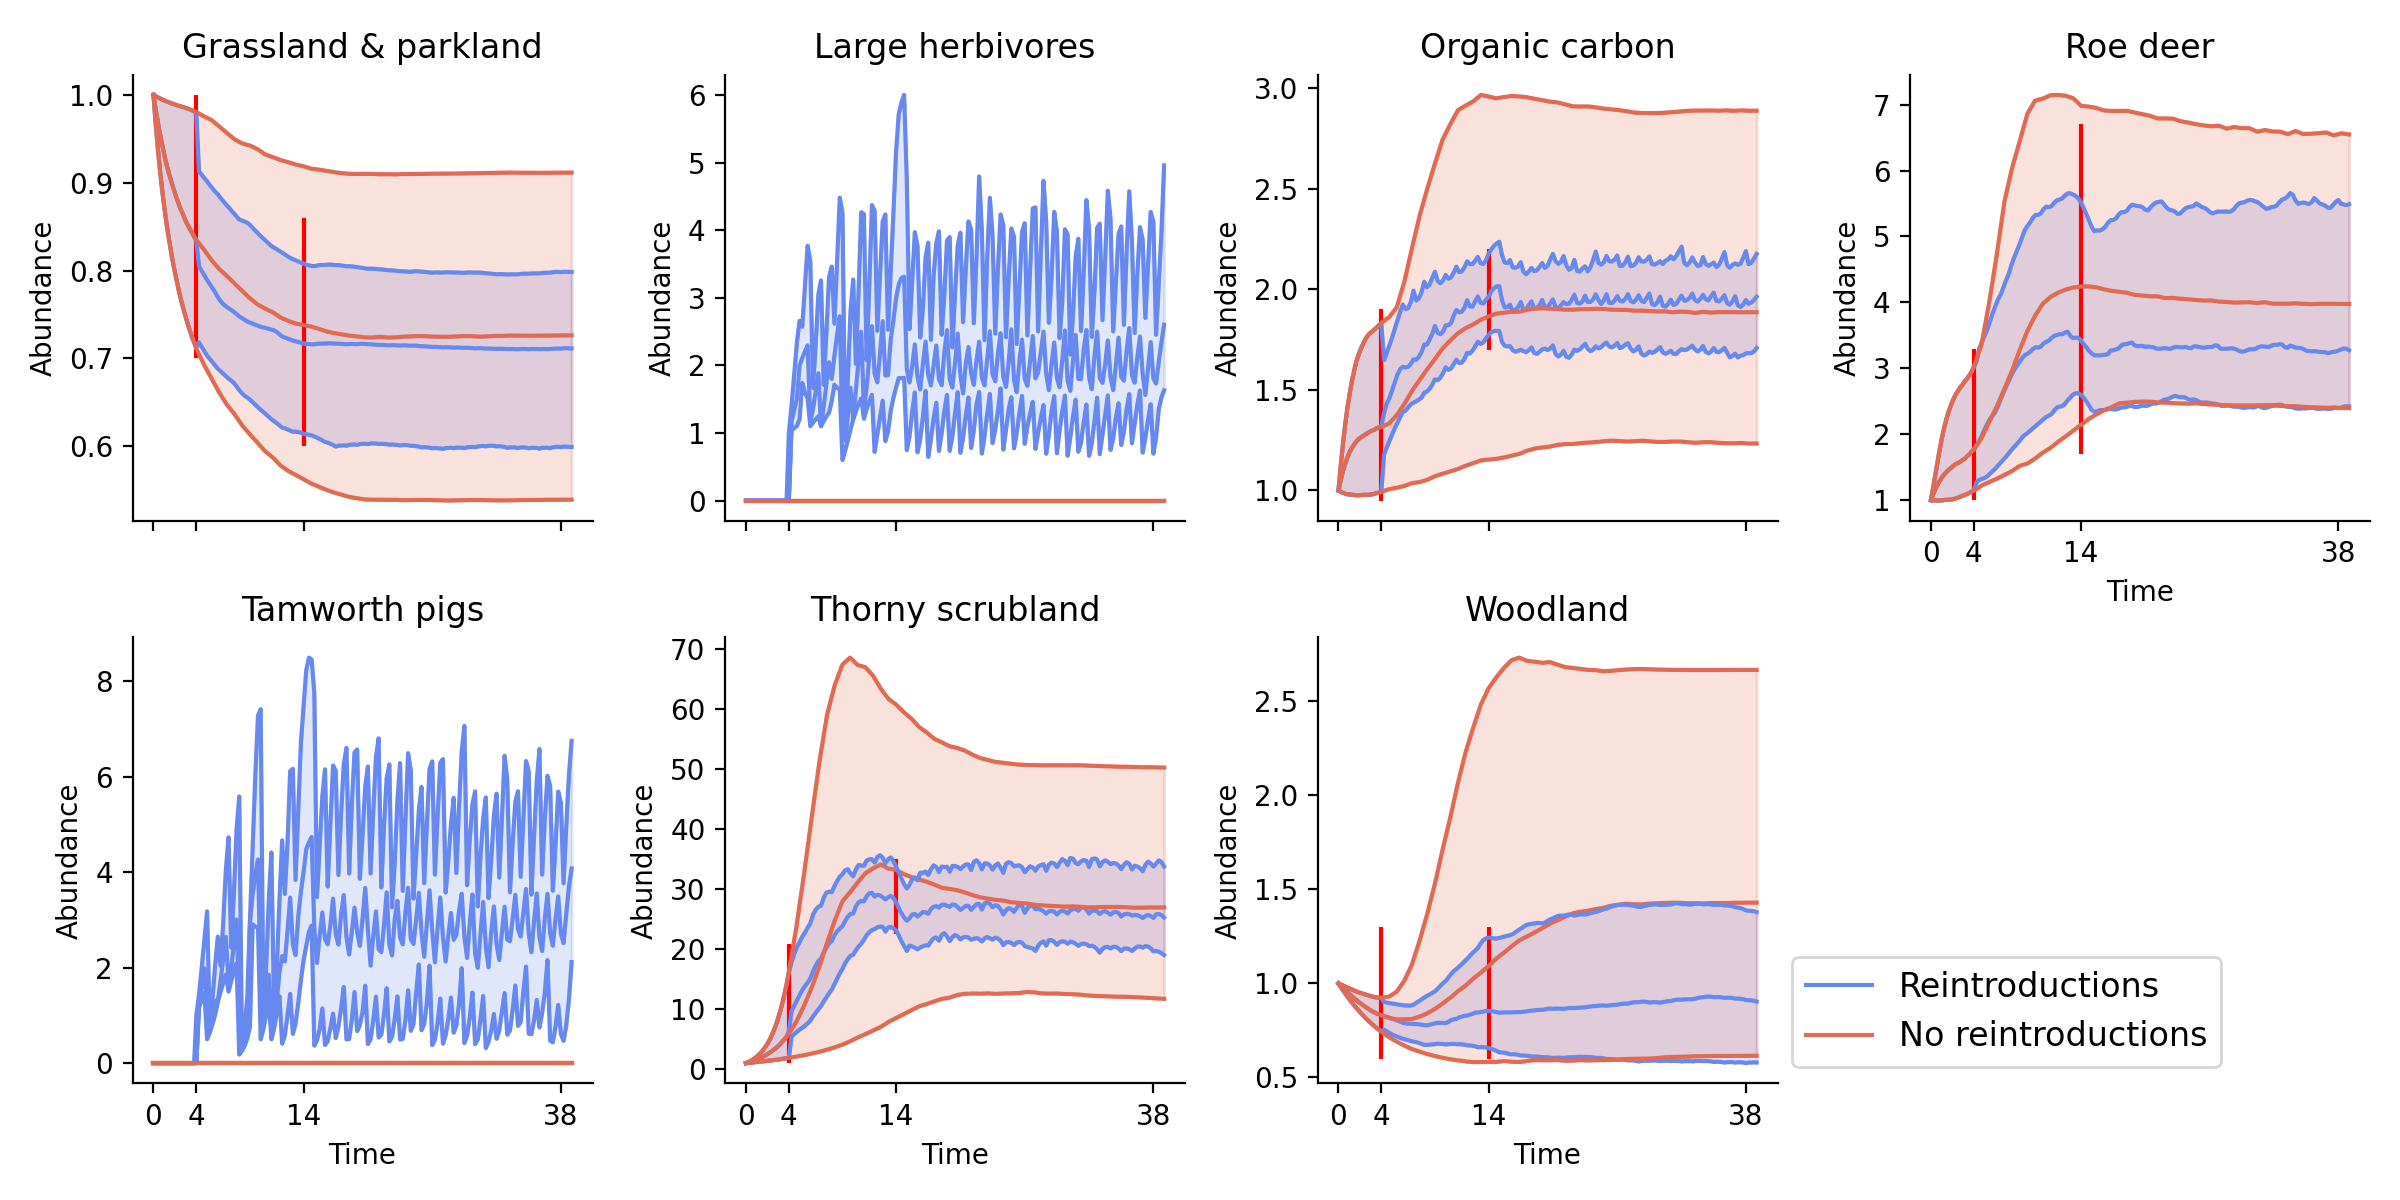 Grassland & parkland
Abundance
1.0
0.9
0.8
0.7
0.6
Large herbivores
Abundance
6
5
4
3
2
1
0
Organic carbon
Abundance
3.0
2.5
2.0
1.5
1.0
Roe deer
Abundance
7
6
5
4
3
2
1
0 4 14 38
Time
Tamworth pigs
Abundance
8
6
4
2
0
0 4 14 38
Time
Thorny scrubland
Abundance
70
60
50
40
30
20
10
0
0 4 14 38
Time
Woodland
Abundance
2.5
2.0
1.5
1.0
0.5
0 4 14 38
Time
Reintroductions
No reintroductions